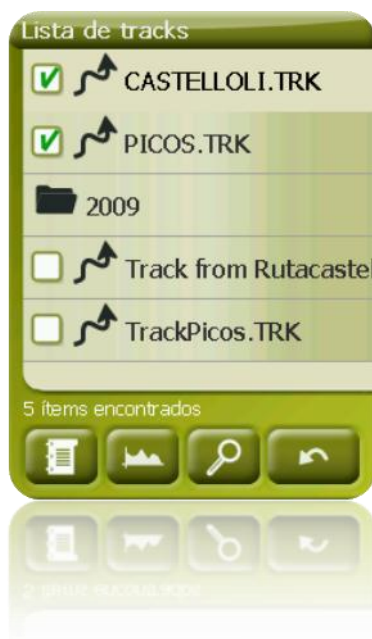 Lista de tracks
CASTELLOLI.TRK
PICOS.TRK
2009
Track from Rutacastel
TrackPicos.TRK
5 ítems encontrados